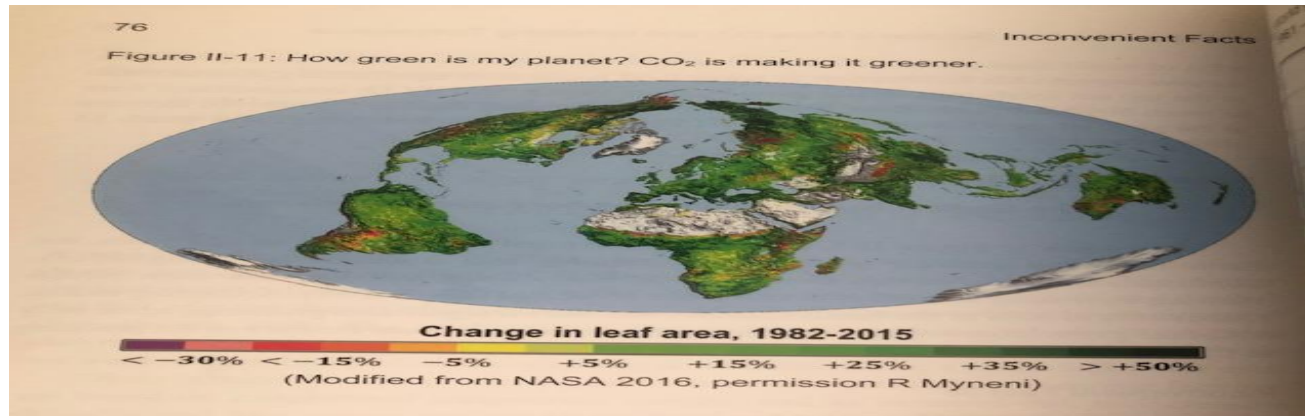 76
Inconvenient Facts
Figure II-11: How green is my planet? CO₂ is making it greener.
Change in leaf area, 1982-2015
< −30% < −15% −5% +5% +15% +25% +35% > +50%
(Modified from NASA 2016, permission R Myneni)